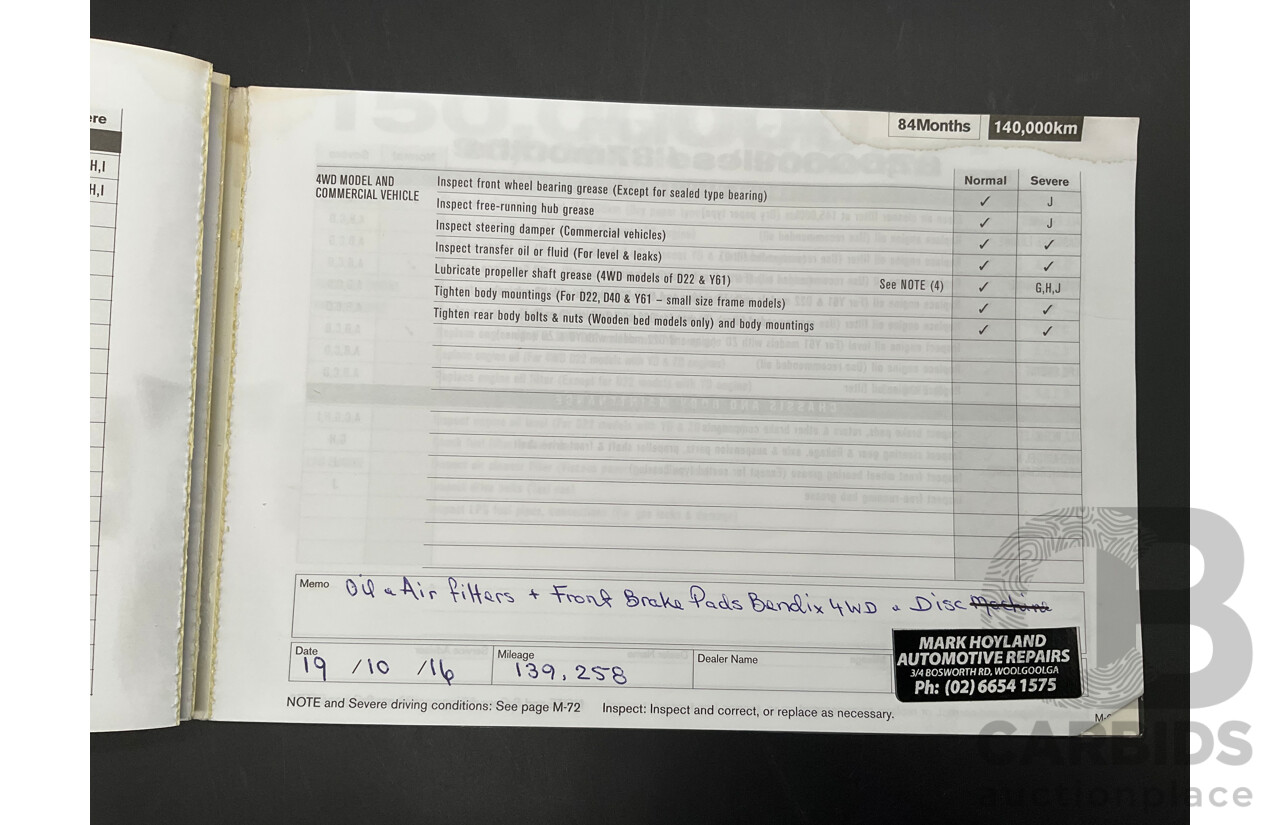 ere
H,I
H,I
84Months 140,000km
Normal Severe
4WD MODEL AND
COMMERCIAL VEHICLE
Inspect front wheel bearing grease (Except for sealed type bearing) ✓ J
Inspect free-running hub grease ✓ J
Inspect steering damper (Commercial vehicles) ✓ ✓
Inspect transfer oil or fluid (For level & leaks) ✓ ✓
Lubricate propeller shaft grease (4WD models of D22 & Y61) See NOTE (4) ✓ G,H,J
Tighten body mountings (For D22, D40 & Y61 – small size frame models) ✓ ✓
Tighten rear body bolts & nuts (Wooden bed models only) and body mountings ✓ ✓
Memo Oil & Air filters + Front Brake Pads Bendix 4WD & Disc
Date 19 /10 /16
Mileage 139,258
Dealer Name
MARK HOYLAND
AUTOMOTIVE REPAIRS
3/4 BOSWORTH RD, WOOLGOOLGA
Ph: (02) 6654 1575
NOTE and Severe driving conditions: See page M-72 Inspect: Inspect and correct, or replace as necessary.
CARBIDS
auctionplace